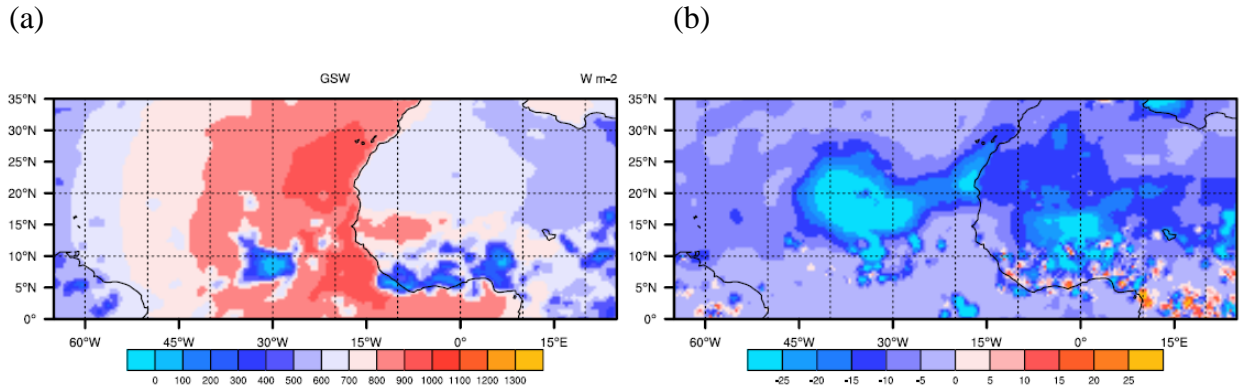 (a) (b)
GSW W m-2
35°N 35°N
30°N 30°N
25°N 25°N
20°N 20°N
15°N 15°N
10°N 10°N
5°N 5°N
0° 0°
60°W 45°W 30°W 15°W 0° 15°E 60°W 45°W 30°W 15°W 0° 15°E
0 100 200 300 400 500 600 700 800 900 1000 1100 1200 1300 -25 -20 -15 -10 -5 0 5 10 15 20 25